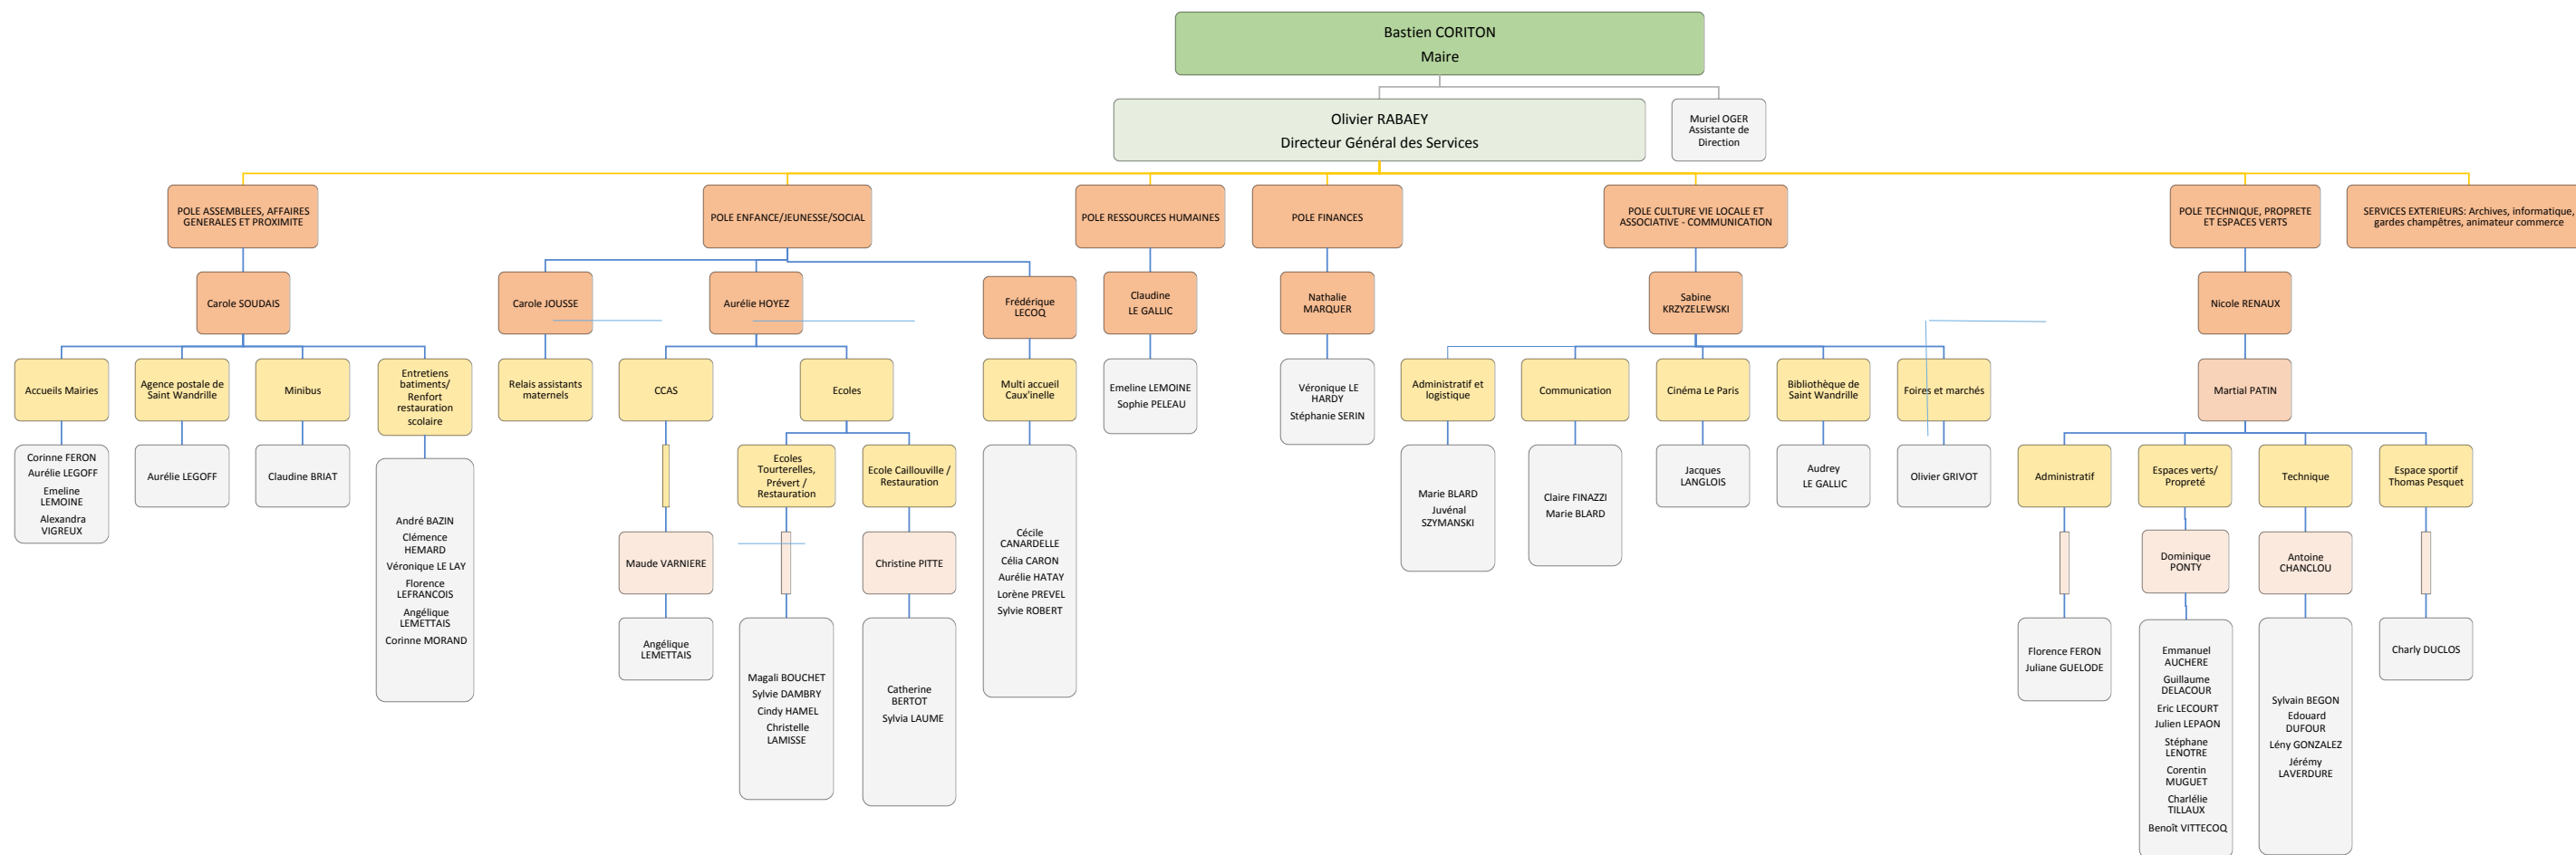 Bastien CORITON
Maire
Olivier RABAEY
Directeur Général des Services
Muriel OGER
Assistante de
Direction
POLE ASSEMBLEES, AFFAIRES
GENERALES ET PROXIMITE
POLE ENFANCE/JEUNESSE/SOCIAL
POLE RESSOURCES HUMAINES
POLE FINANCES
POLE CULTURE VIE LOCALE ET
ASSOCIATIVE - COMMUNICATION
POLE TECHNIQUE, PROPRETE
ET ESPACES VERTS
SERVICES EXTERIEURS: Archives, informatique,
gardes champêtres, animateur commerce
Carole SOUDAIS
Carole JOUSSE
Aurélie HOYEZ
Frédérique
LECOQ
Claudine
LE GALLIC
Nathalie
MARQUER
Sabine
KRZYZELEWSKI
Nicole RENAUX
Accueils Mairies
Agence postale de
Saint Wandrille
Minibus
Entretiens
batiments/
Renfort
restauration
scolaire
Relais assistants
maternels
CCAS
Ecoles
Multi accueil
Caux'inelle
Emeline LEMOINE
Sophie PELEAU
Véronique LE
HARDY
Stéphanie SERIN
Administratif et
logistique
Communication
Cinéma Le Paris
Bibliothèque de
Saint Wandrille
Foires et marchés
Martial PATIN
Corinne FERON
Aurélie LEGOFF
Emeline
LEMOINE
Alexandra
VIGREUX
Aurélie LEGOFF
Claudine BRIAT
André BAZIN
Clémence
HEMARD
Véronique LE LAY
Florence
LEFRANCOIS
Angélique
LEMETTAIS
Corinne MORAND
Ecoles
Tourterelles,
Prévert /
Restauration
Ecole Caillouville /
Restauration
Cécile
CANARDELLE
Célia CARON
Aurélie HATAY
Lorène PREVEL
Sylvie ROBERT
Marie BLARD
Juvénal
SZYMANSKI
Claire FINAZZI
Marie BLARD
Jacques
LANGLOIS
Audrey
LE GALLIC
Olivier GRIVOT
Administratif
Espaces verts/
Propreté
Technique
Espace sportif
Thomas Pesquet
Maude VARNIERE
Christine PITTE
Dominique
PONTY
Antoine
CHANCLOU
Angélique
LEMETTAIS
Magali BOUCHET
Sylvie DAMBRY
Cindy HAMEL
Christelle
LAMISSE
Catherine
BERTOT
Sylvia LAUME
Florence FERON
Juliane GUELODE
Emmanuel
AUCHERE
Guillaume
DELACOUR
Eric LECOURT
Julien LEPAON
Stéphane
LENOTRE
Corentin
MUGUET
Charlélie
TILLAUX
Benoît VITTECOQ
Sylvain BEGON
Edouard
DUFOUR
Lény GONZALEZ
Jérémy
LAVERDURE
Charly DUCLOS